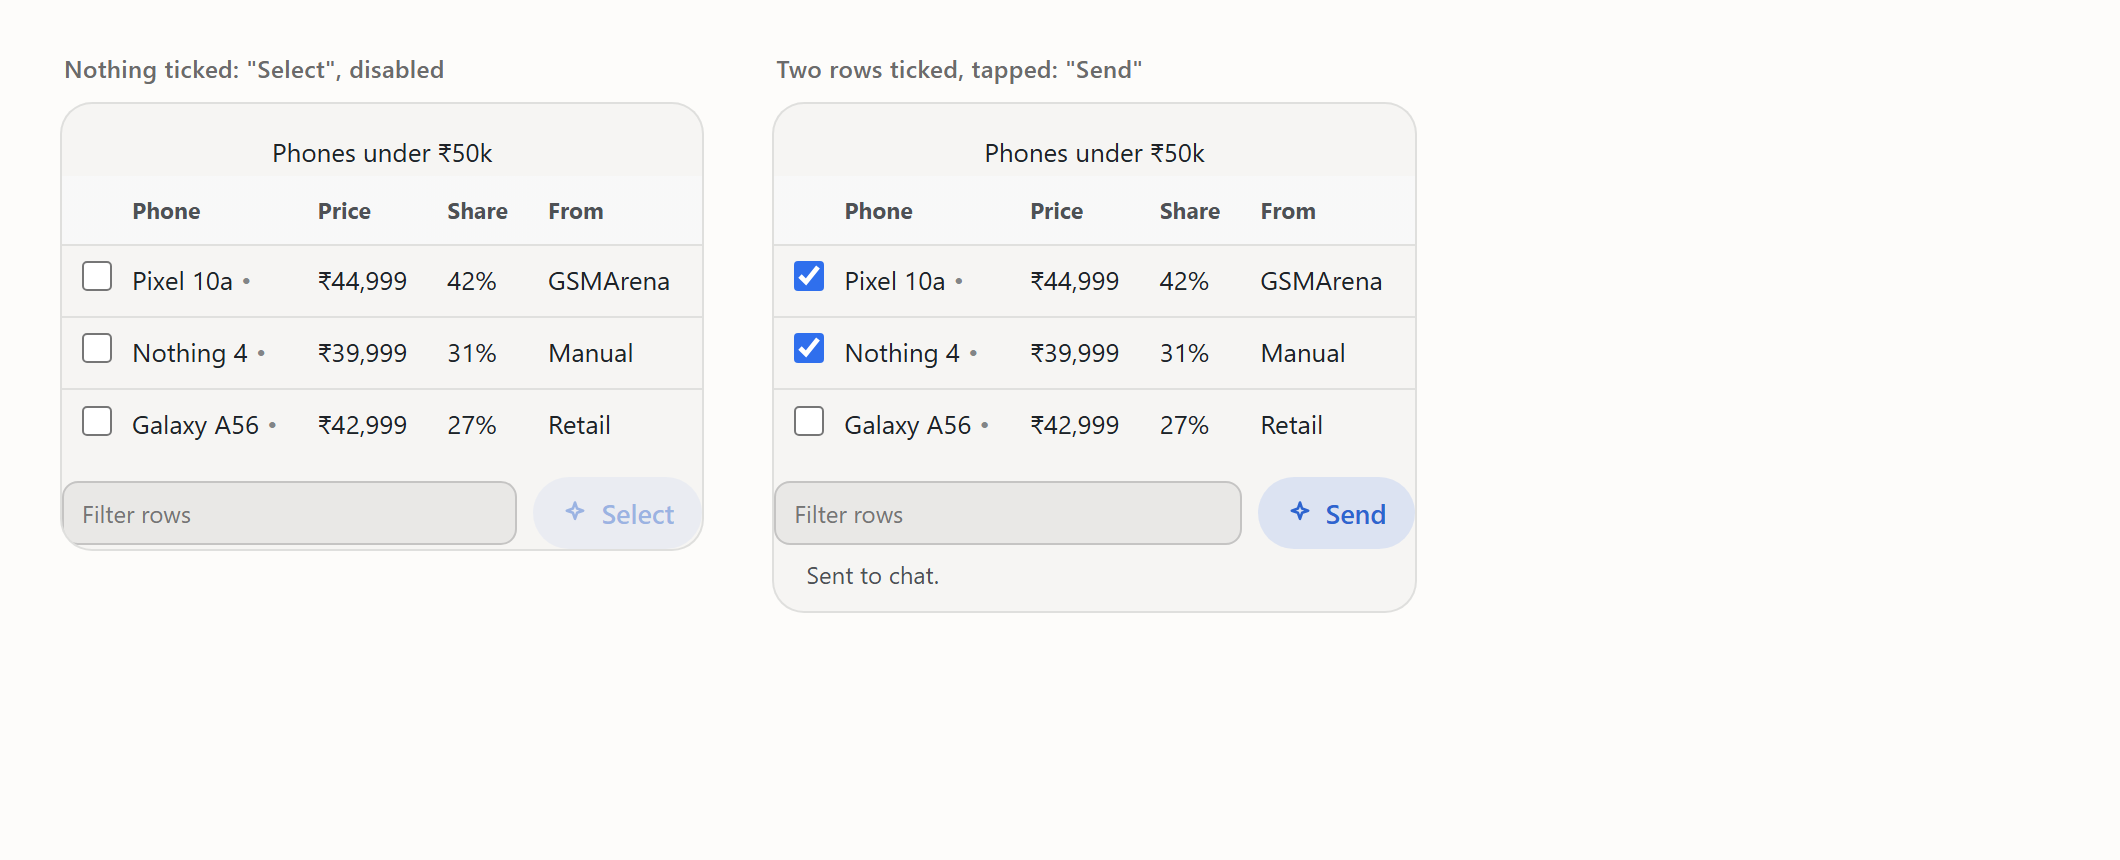 Nothing ticked: "Select", disabled
Phones under ₹50k
Phone Price Share From
Pixel 10a • ₹44,999 42% GSMArena
Nothing 4 • ₹39,999 31% Manual
Galaxy A56 • ₹42,999 27% Retail
Filter rows Select
Two rows ticked, tapped: "Send"
Phones under ₹50k
Phone Price Share From
Pixel 10a • ₹44,999 42% GSMArena
Nothing 4 • ₹39,999 31% Manual
Galaxy A56 • ₹42,999 27% Retail
Filter rows Send
Sent to chat.